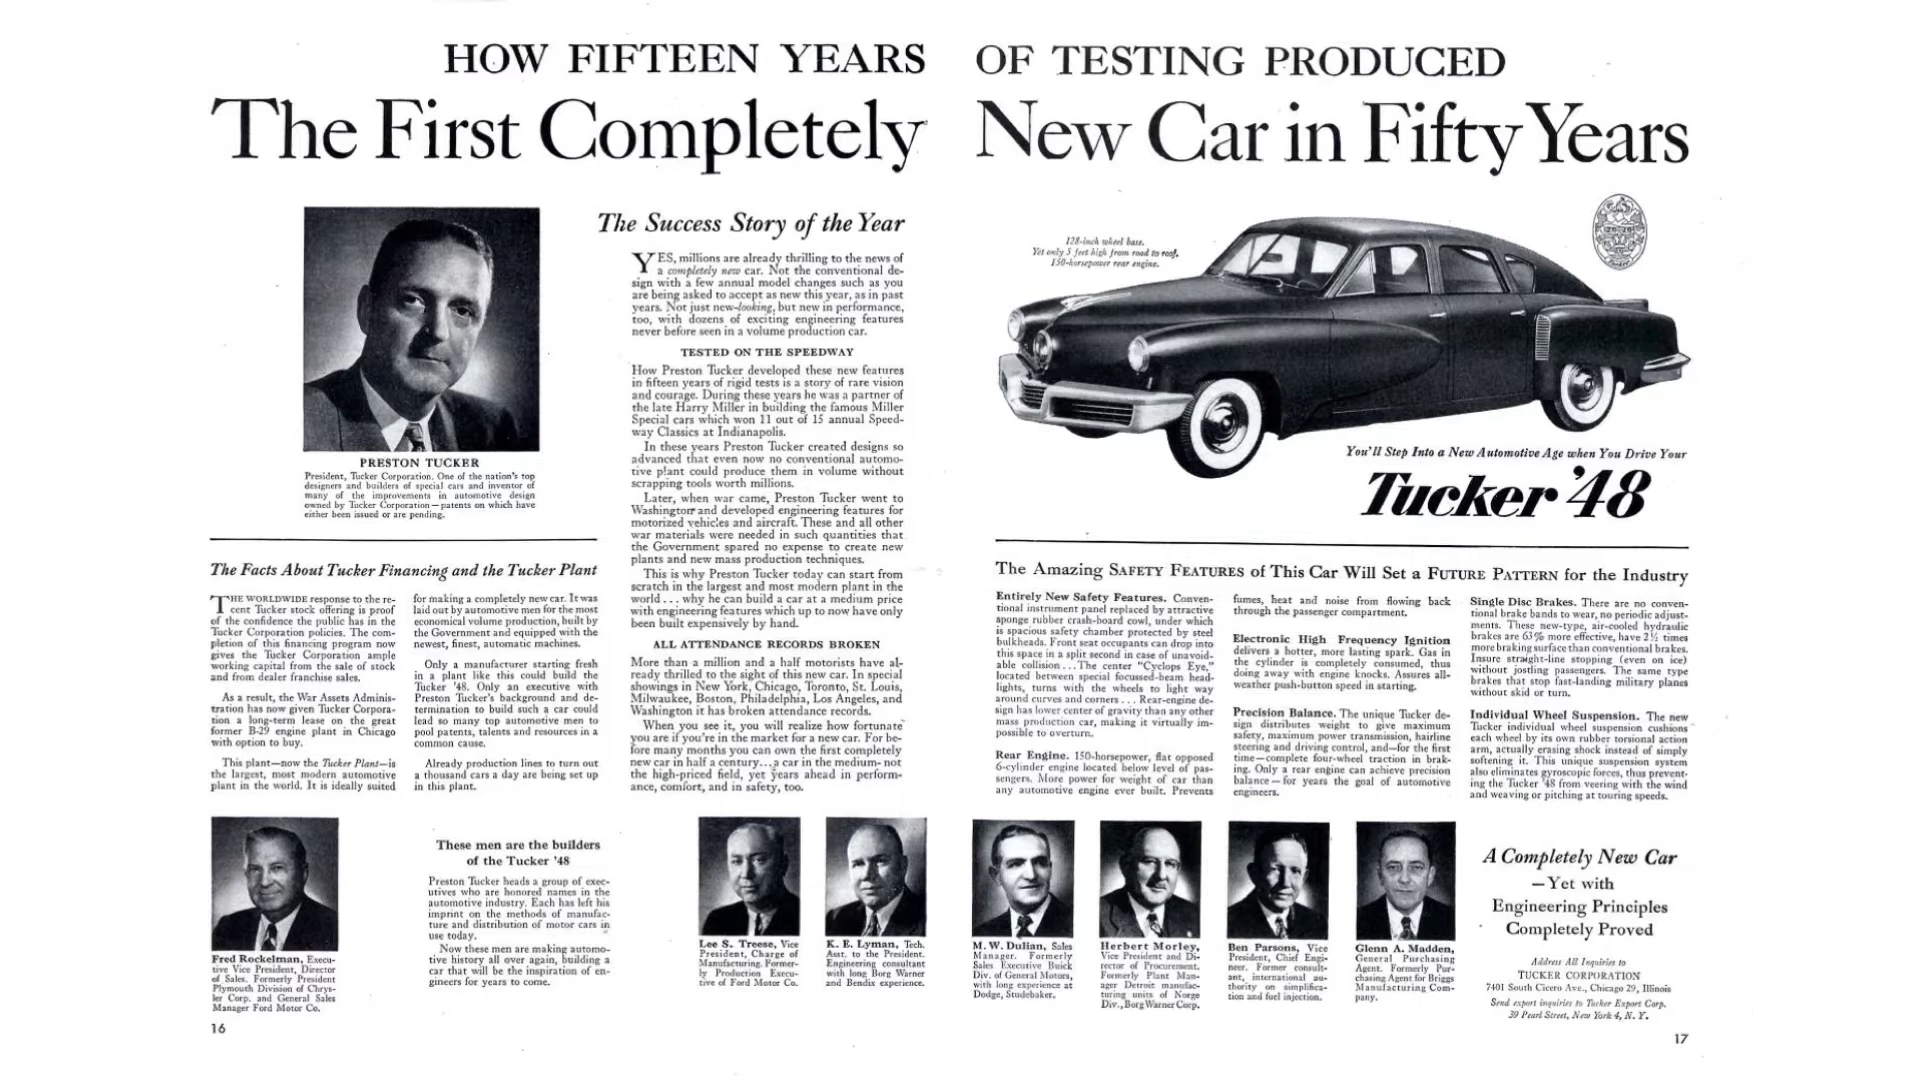 HOW FIFTEEN YEARS OF TESTING PRODUCED
The First Completely New Car in Fifty Years
PRESTON TUCKER
President, Tucker Corporation. One of the nation's top
designers and builders of special cars and inventor of
many of the improvements in automotive design
owned by Tucker Corporation—patents on which have
either been issued or are pending.
The Success Story of the Year
YES, millions are already thrilling to the news of
a completely new car. Not the conventional de-
sign with a few annual model changes such as you
are being asked to accept as new this year, as in past
years. Not just new-looking, but new in performance,
too, with dozens of exciting engineering features
never before seen in a volume production car.
TESTED ON THE SPEEDWAY
How Preston Tucker developed these new features
in fifteen years of rigid tests is a story of rare vision
and courage. During these years he was a partner of
the late Harry Miller in building the famous Miller
Special cars which won 11 out of 15 annual Speed-
way Classics at Indianapolis.
In these years Preston Tucker created designs so
advanced that even now no conventional automo-
tive plant could produce them in volume without
scrapping tools worth millions.
Later, when war came, Preston Tucker went to
Washington and developed engineering features for
motorized vehicles and aircraft. These and all other
war materials were needed in such quantities that
the Government spared no expense to create new
plants and new mass production techniques.
This is why Preston Tucker today can start from
scratch in the largest and most modern plant in the
world...why he can build a car at a medium price
with engineering features which up to now have only
been built expensively by hand.
ALL ATTENDANCE RECORDS BROKEN
More than a million and a half motorists have al-
ready thrilled to the sight of this new car. In special
showings in New York, Chicago, Toronto, St. Louis,
Milwaukee, Boston, Philadelphia, Los Angeles, and
Washington it has broken attendance records.
When you see it, you will realize how fortunate
you are if you're in the market for a new car. For be-
fore many months you can own the first completely
new car in half a century...a car in the medium- not
the high-priced field, yet years ahead in perform-
ance, comfort, and in safety, too.
The Facts About Tucker Financing and the Tucker Plant
THE WORLDWIDE response to the re-
cent Tucker stock offering is proof
of the confidence the public has in the
Tucker Corporation policies. The com-
pletion of this financing program now
gives the Tucker Corporation ample
working capital from the sale of stock
and from dealer franchise sales.
As a result, the War Assets Adminis-
tration has now given Tucker Corpora-
tion a long-term lease on the great
former B-29 engine plant in Chicago
with option to buy.
This plant—now the Tucker Plant—is
the largest, most modern automotive
plant in the world. It is ideally suited
for making a completely new car. It was
laid out by automotive men for the most
economical volume production, built by
the Government and equipped with the
newest, finest, automatic machines.
Only a manufacturer starting fresh
in a plant like this could build the
Tucker '48. Only an executive with
Preston Tucker's background and de-
termination to build such a car could
lead so many top automotive men to
pool patents, talents and resources in a
common cause.
Already production lines to turn out
a thousand cars a day are being set up
in this plant.
Fred Rockelman, Execu-
tive Vice President, Director
of Sales. Formerly President
Plymouth Division of Chrys-
ler Corp. and General Sales
Manager Ford Motor Co.
These men are the builders
of the Tucker '48
Preston Tucker heads a group of exec-
utives who are honored names in the
automotive industry. Each has left his
imprint on the methods of manufac-
ture and distribution of motor cars in
use today.
Now these men are making automo-
tive history all over again, building a
car that will be the inspiration of en-
gineers for years to come.
Lee S. Treese, Vice
President, Charge of
Manufacturing. Former-
ly Production Execu-
tive of Ford Motor Co.
K. E. Lyman, Tech.
Asst. to the President.
Engineering consultant
with long Borg Warner
and Bendix experience.
16
128-inch wheel base.
Yet only 5 feet high from road to roof.
150-horsepower rear engine.
You'll Step Into a New Automotive Age when You Drive Your
Tucker '48
The Amazing SAFETY FEATURES of This Car Will Set a FUTURE PATTERN for the Industry
Entirely New Safety Features. Conven-
tional instrument panel replaced by attractive
sponge rubber crash-board cowl, under which
is spacious safety chamber protected by steel
bulkheads. Front seat occupants can drop into
this space in a split second in case of unavoid-
able collision...The center "Cyclops Eye,"
located between special focussed-beam head-
lights, turns with the wheels to light way
around curves and corners...Rear-engine de-
sign has lower center of gravity than any other
mass production car, making it virtually im-
possible to overturn.
Rear Engine. 150-horsepower, flat opposed
6-cylinder engine located below level of pas-
sengers. More power for weight of car than
any automotive engine ever built. Prevents
fumes, heat and noise from flowing back
through the passenger compartment.
Electronic High Frequency Ignition
delivers a hotter, more lasting spark. Gas in
the cylinder is completely consumed, thus
doing away with engine knocks. Assures all-
weather push-button speed in starting.
Precision Balance. The unique Tucker de-
sign distributes weight to give maximum
safety, maximum power transmission, hairline
steering and driving control, and—for the first
time—complete four-wheel traction in brak-
ing. Only a rear engine can achieve precision
balance—for years the goal of automotive
engineers.
Single Disc Brakes. There are no conven-
tional brake bands to wear, no periodic adjust-
ments. These new-type, air-cooled hydraulic
brakes are 63% more effective, have 2½ times
more braking surface than conventional brakes.
Insure straight-line stopping (even on ice)
without jostling passengers. The same type
brakes that stop fast-landing military planes
without skid or turn.
Individual Wheel Suspension. The new
Tucker individual wheel suspension cushions
each wheel by its own rubber torsional action
arm, actually erasing shock instead of simply
softening it. This unique suspension system
also eliminates gyroscopic forces, thus prevent-
ing the Tucker '48 from veering with the wind
and weaving or pitching at touring speeds.
M. W. Dulian, Sales
Manager. Formerly
Sales Executive Buick
Div. of General Motors,
with long experience at
Dodge, Studebaker.
Herbert Morley,
Vice President and Di-
rector of Procurement.
Formerly Plant Man-
ager Detroit manufac-
turing units of Norge
Div., Borg Warner Corp.
Ben Parsons, Vice
President, Chief Engi-
neer. Former consult-
ant, international au-
thority on simplifica-
tion and fuel injection.
Glenn A. Madden,
General Purchasing
Agent. Formerly Pur-
chasing Agent for Briggs
Manufacturing Com-
pany.
A Completely New Car
—Yet with
Engineering Principles
Completely Proved
Address All Inquiries to
TUCKER CORPORATION
7401 South Cicero Ave., Chicago 29, Illinois
Send export inquiries to Tucker Export Corp.
39 Pearl Street, New York 4, N. Y.
17